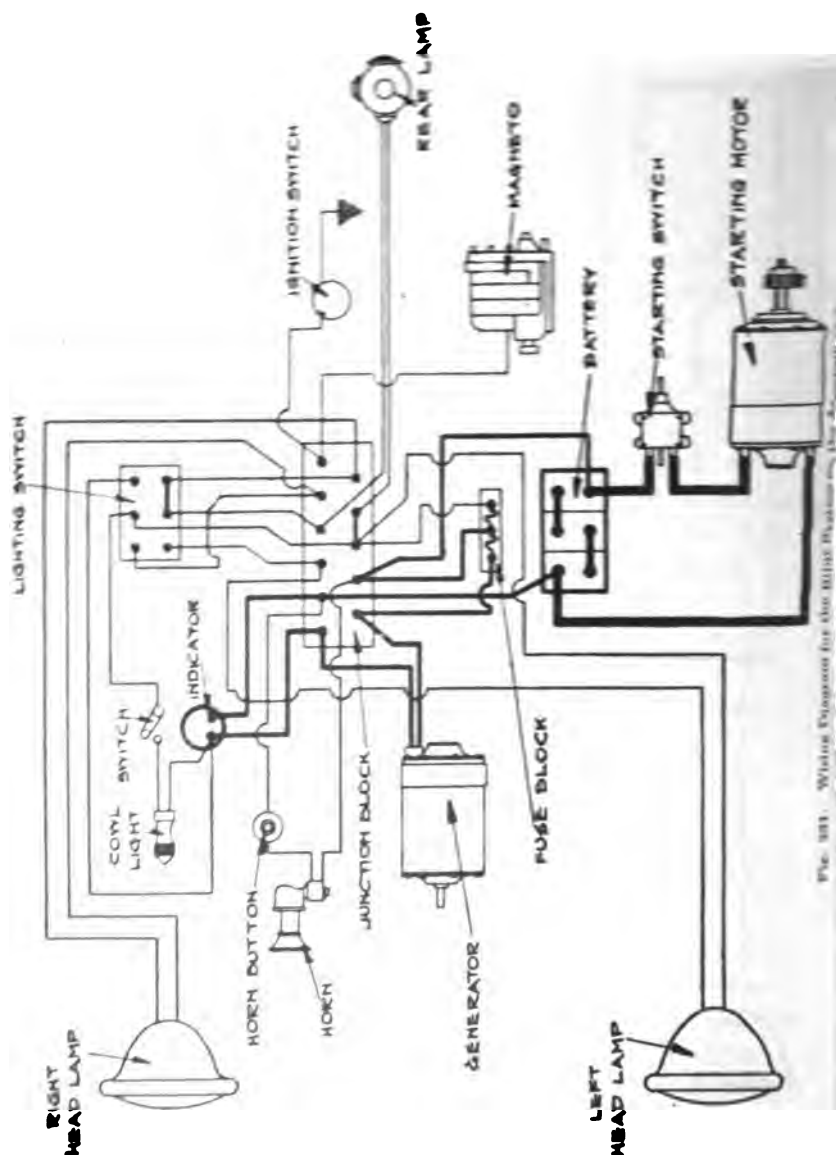 REAR LAMP
IGNITION SWITCH
MAGNETO
LIGHTING SWITCH
BATTERY
STARTING SWITCH
STARTING MOTOR
INDICATOR
SWITCH
COWL
LIGHT
JUNCTION BLOCK
FUSE BLOCK
HORN BUTTON
HORN
GENERATOR
RIGHT
HEAD LAMP
LEFT
HEAD LAMP
Wiring Diagram for the